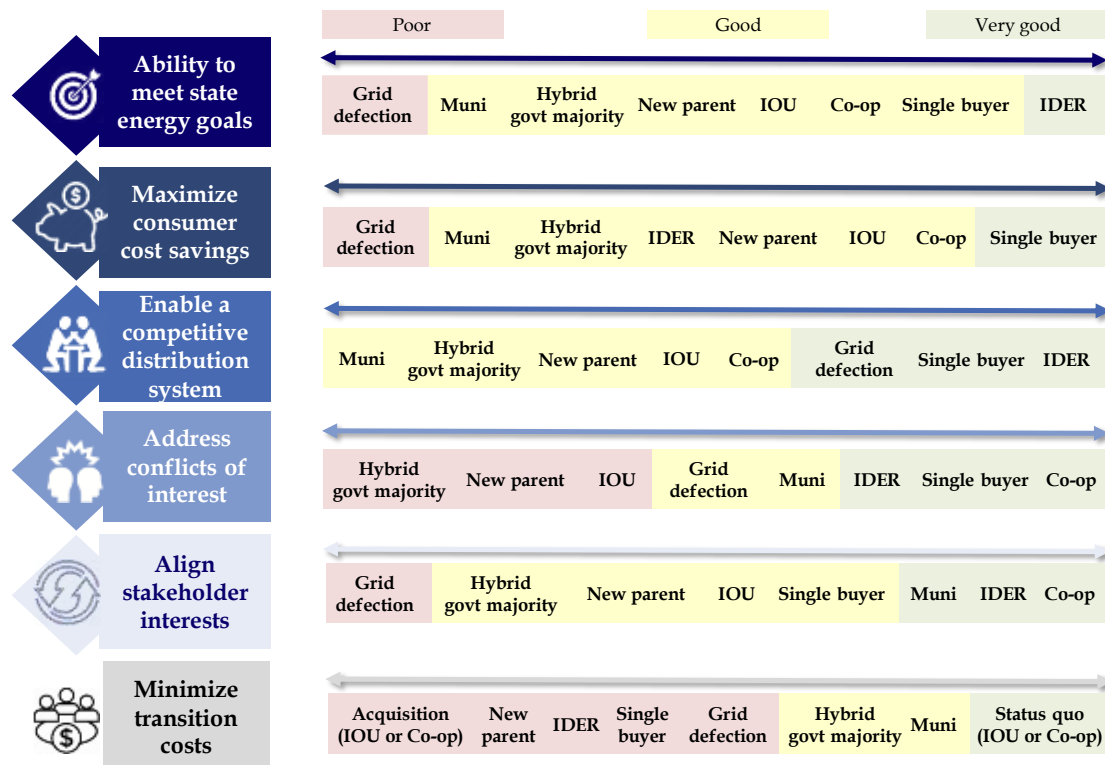 Poor Good Very good
Ability to
meet state
energy goals
Grid
defection
Muni
Hybrid
govt majority
New parent
IOU
Co-op
Single buyer
IDER
Maximize
consumer
cost savings
Grid
defection
Muni
Hybrid
govt majority
IDER
New parent
IOU
Co-op
Single buyer
Enable a
competitive
distribution
system
Muni
Hybrid
govt majority
New parent
IOU
Co-op
Grid
defection
Single buyer
IDER
Address
conflicts of
interest
Hybrid
govt majority
New parent
IOU
Grid
defection
Muni
IDER
Single buyer
Co-op
Align
stakeholder
interests
Grid
defection
Hybrid
govt majority
New parent
IOU
Single buyer
Muni
IDER
Co-op
Minimize
transition
costs
Acquisition
(IOU or Co-op)
New
parent
IDER
Single
buyer
Grid
defection
Hybrid
govt majority
Muni
Status quo
(IOU or Co-op)